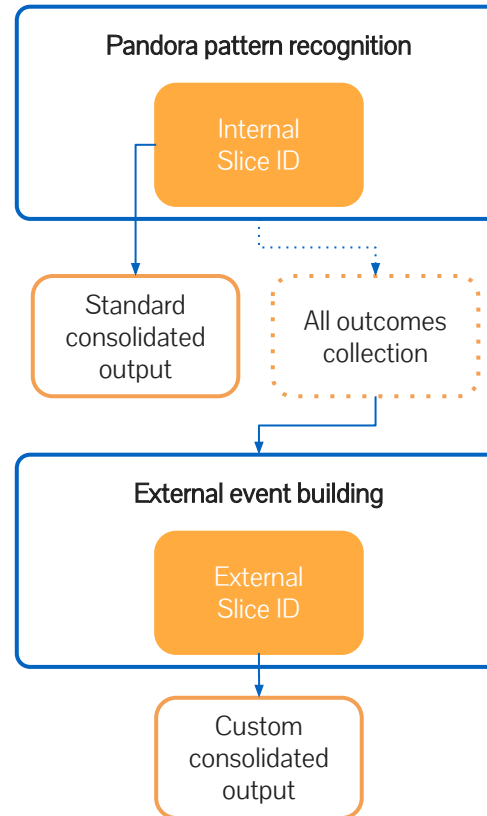 Pandora pattern recognition
Internal
Slice ID
Standard
consolidated
output
All outcomes
collection
External event building
External
Slice ID
Custom
consolidated
output